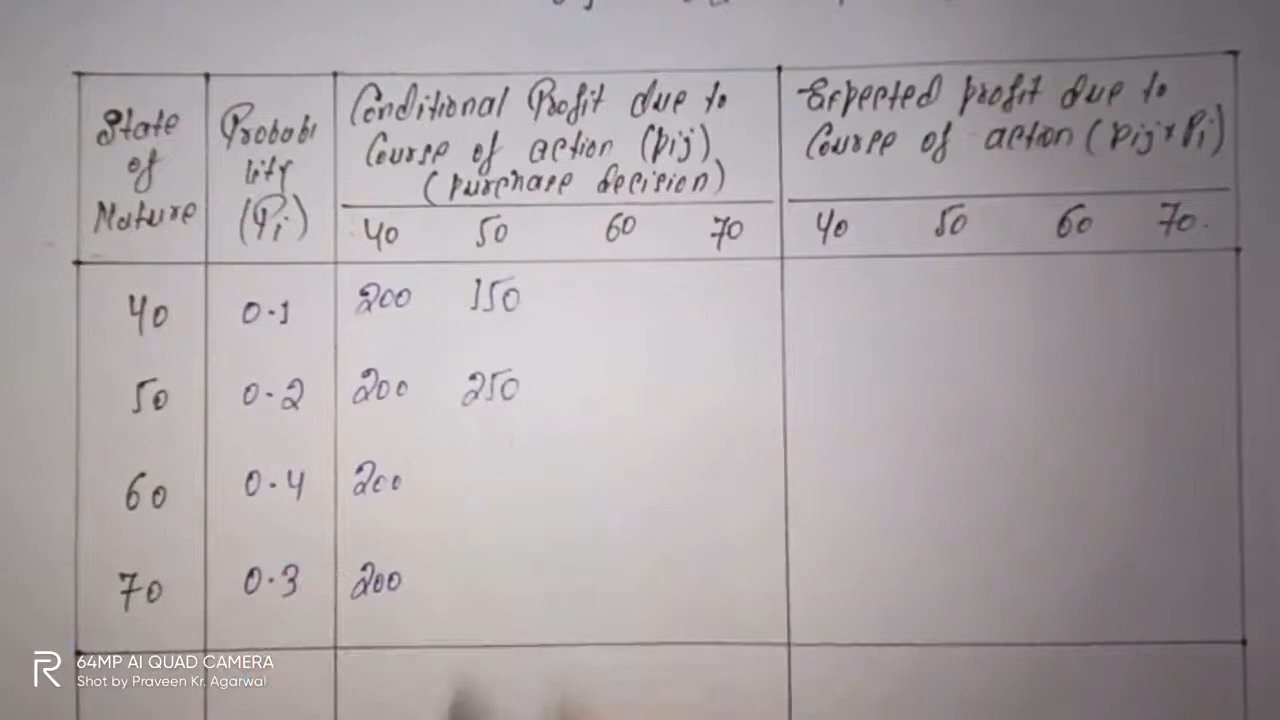 State of Nature
Probability (Pi)
Conditional Profit due to
Course of action (Pij)
(purchase decision)
40 50 60 70
Expected profit due to
Course of action (Pij × Pi)
40 50 60 70.
40 0.1 200 150
50 0.2 200 250
60 0.4 200
70 0.3 200
R
64MP AI QUAD CAMERA
Shot by Praveen Kr. Agarwal